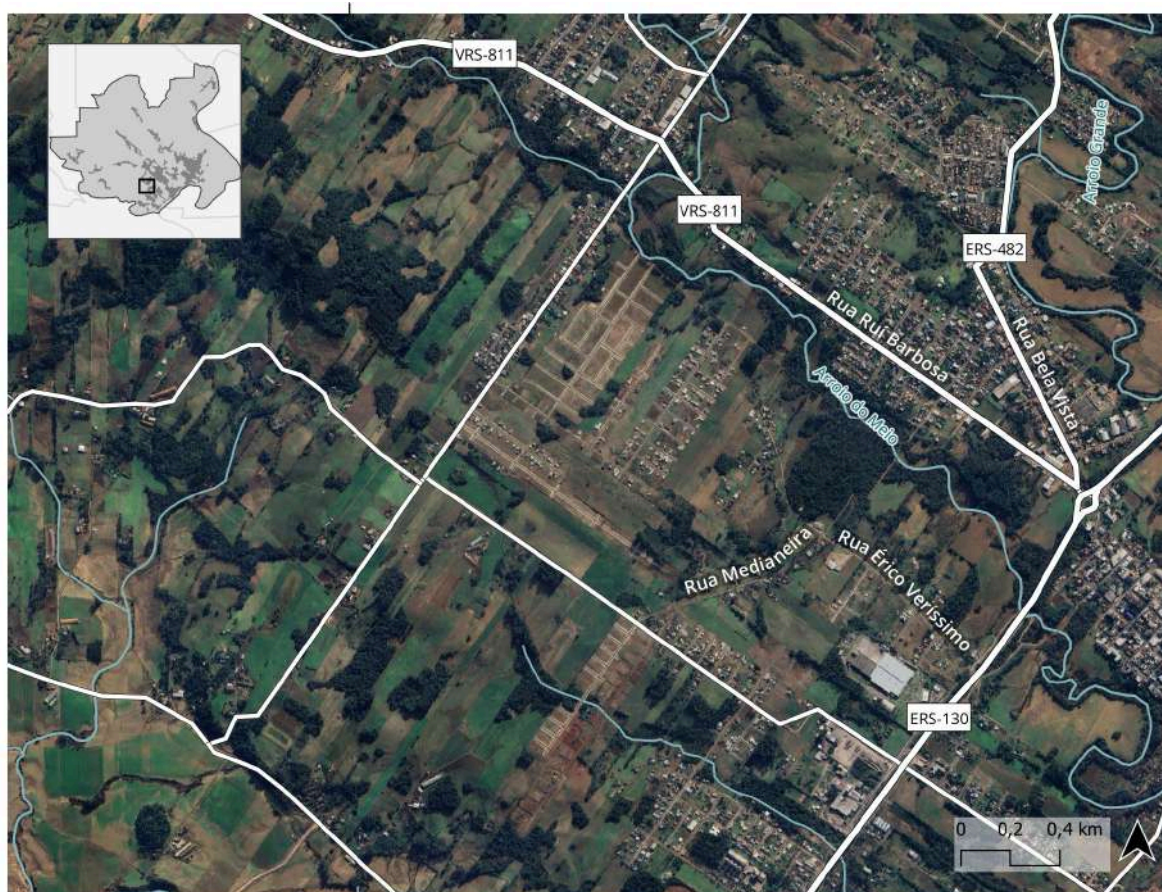 VRS-811
VRS-811
Arroio Grande
ERS-482
Rua Ruí Barbosa
Rua Bela Vista
Arroio do Meio
Rua Medianeira
Rua Érico Veríssimo
ERS-130
0 0,2 0,4 km